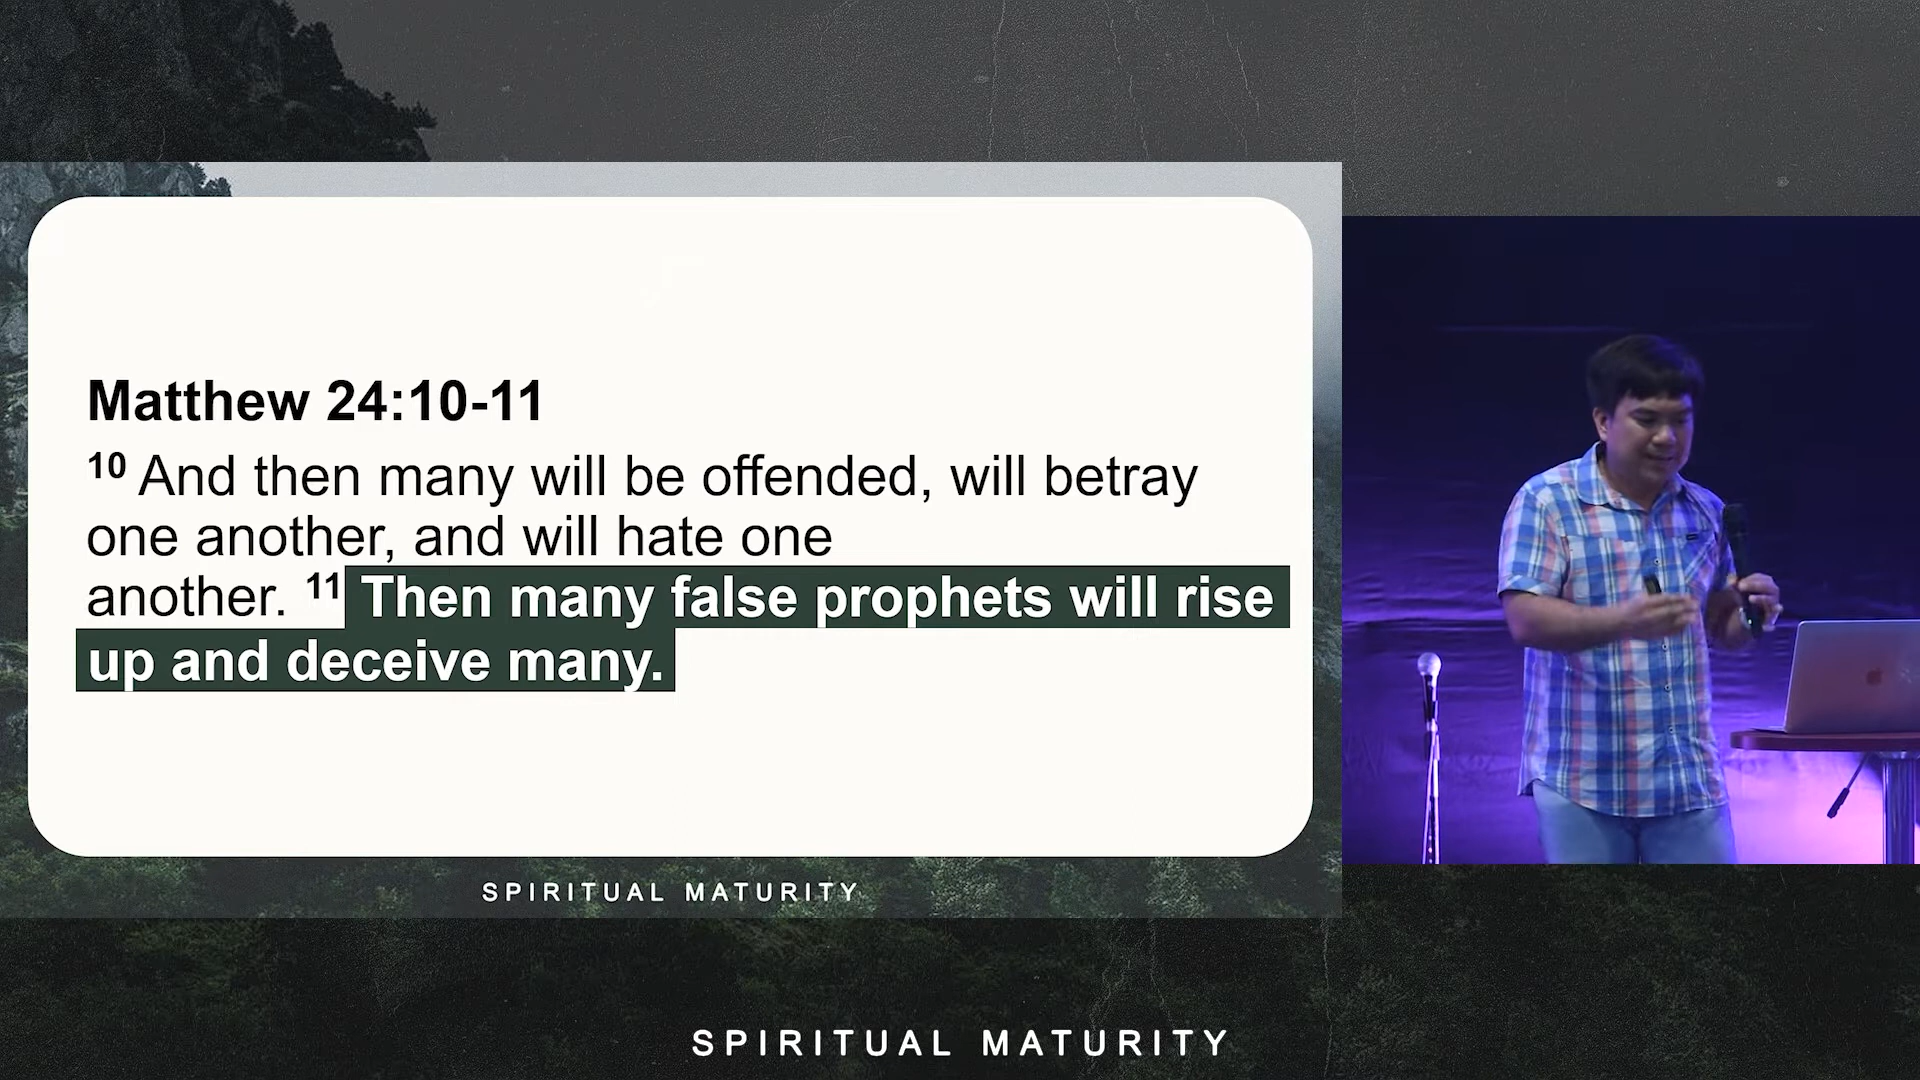 Matthew 24:10-11
10 And then many will be offended, will betray
one another, and will hate one
another. 11 Then many false prophets will rise
up and deceive many.
SPIRITUAL MATURITY
SPIRITUAL MATURITY